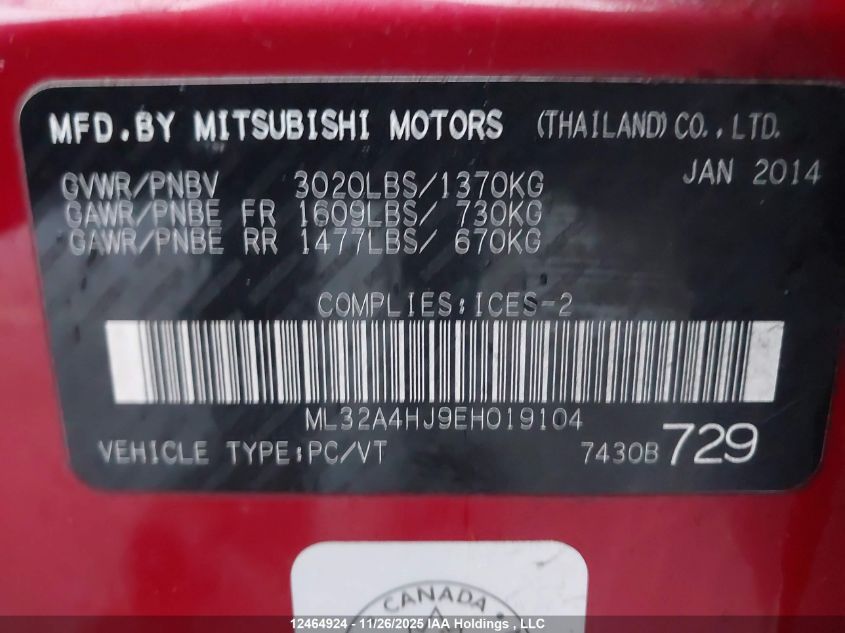 MFD.BY MITSUBISHI MOTORS (THAILAND) CO., LTD.
JAN 2014
GVWR/PNBV 3020LBS/1370KG
GAWR/PNBE FR 1609LBS/ 730KG
GAWR/PNBE RR 1477LBS/ 670KG
COMPLIES:ICES-2
ML32A4HJ9EH019104
VEHICLE TYPE:PC/VT 7430B 729
CANADA
12464924 - 11/26/2025 IAA Holdings , LLC